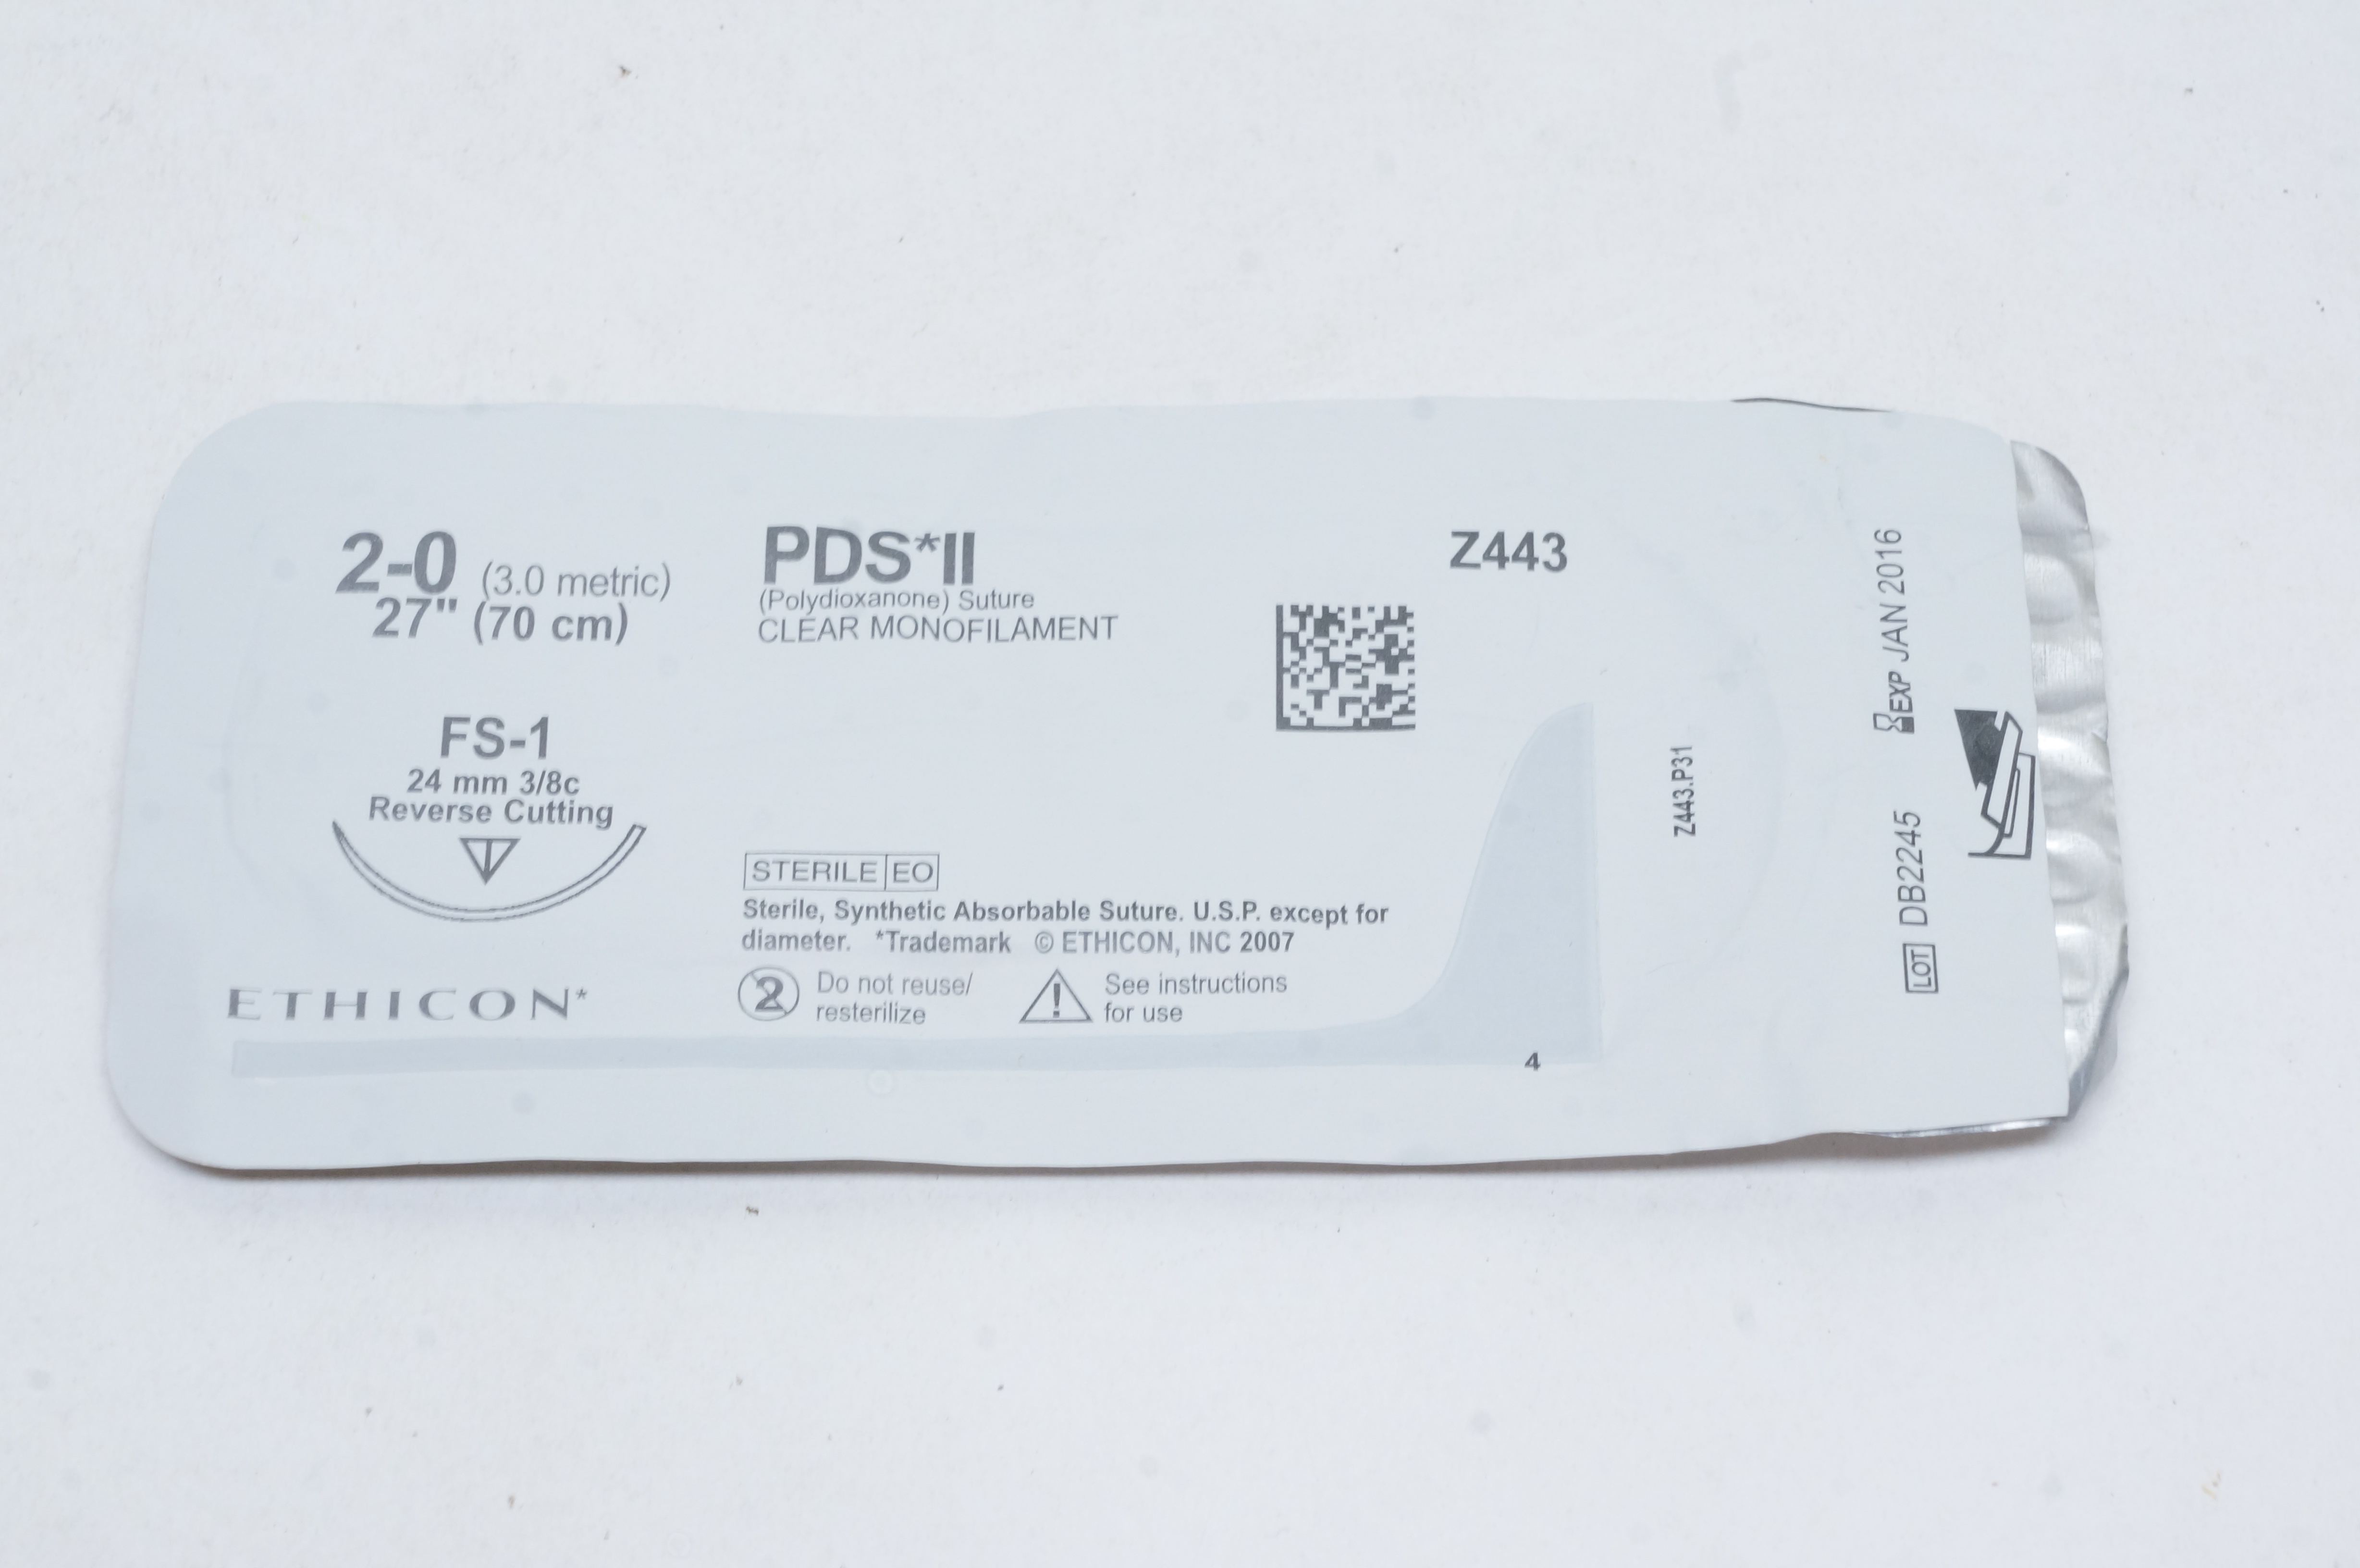 2-0 (3.0 metric)
27" (70 cm)
PDS*II
(Polydioxanone) Suture
CLEAR MONOFILAMENT
Z443
FS-1
24 mm 3/8c
Reverse Cutting
STERILE EO
Sterile, Synthetic Absorbable Suture. U.S.P. except for
diameter. *Trademark © ETHICON, INC 2007
2 Do not reuse/
resterilize
! See instructions
for use
ETHICON*
4
Z443.P31
EXP JAN 2016
LOT DB2245